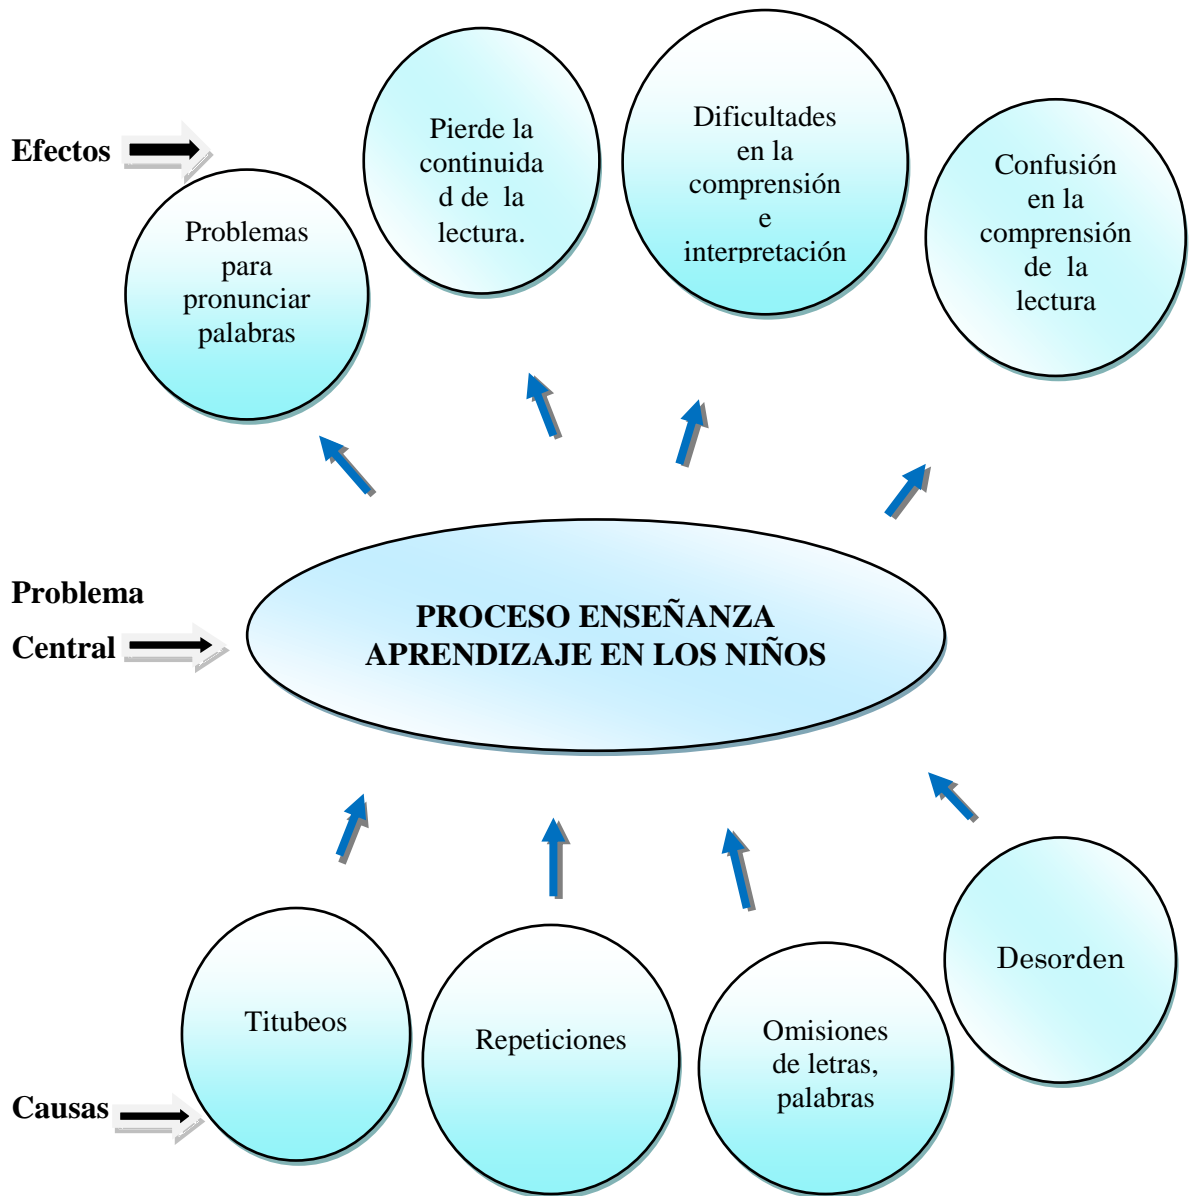 Efectos
Problemas
para
pronunciar
palabras
Pierde la
continuida
d de  la
lectura.
Dificultades
en la
comprensión
e
interpretación
Confusión
en la
comprensión
de  la
lectura
Problema
Central
PROCESO ENSEÑANZA
APRENDIZAJE EN LOS NIÑOS
Causas
Titubeos
Repeticiones
Omisiones
de letras,
palabras
Desorden